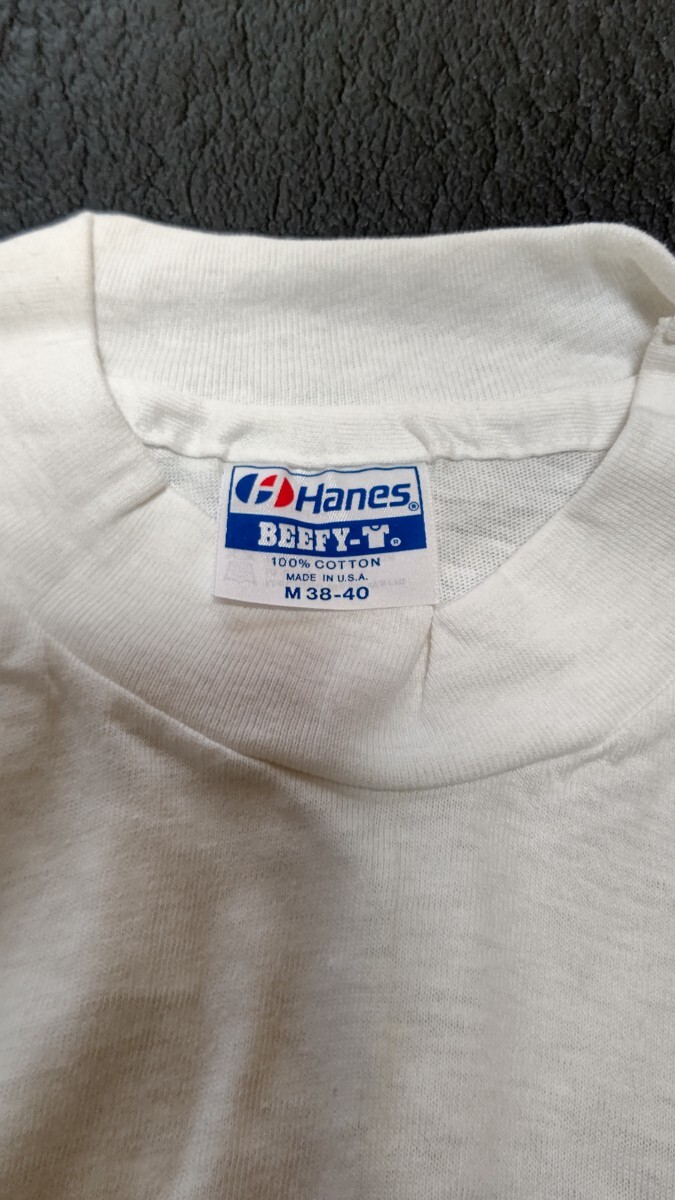 Hanes®
BEEFY-T®
100% COTTON
MADE IN U.S.A.
M 38-40